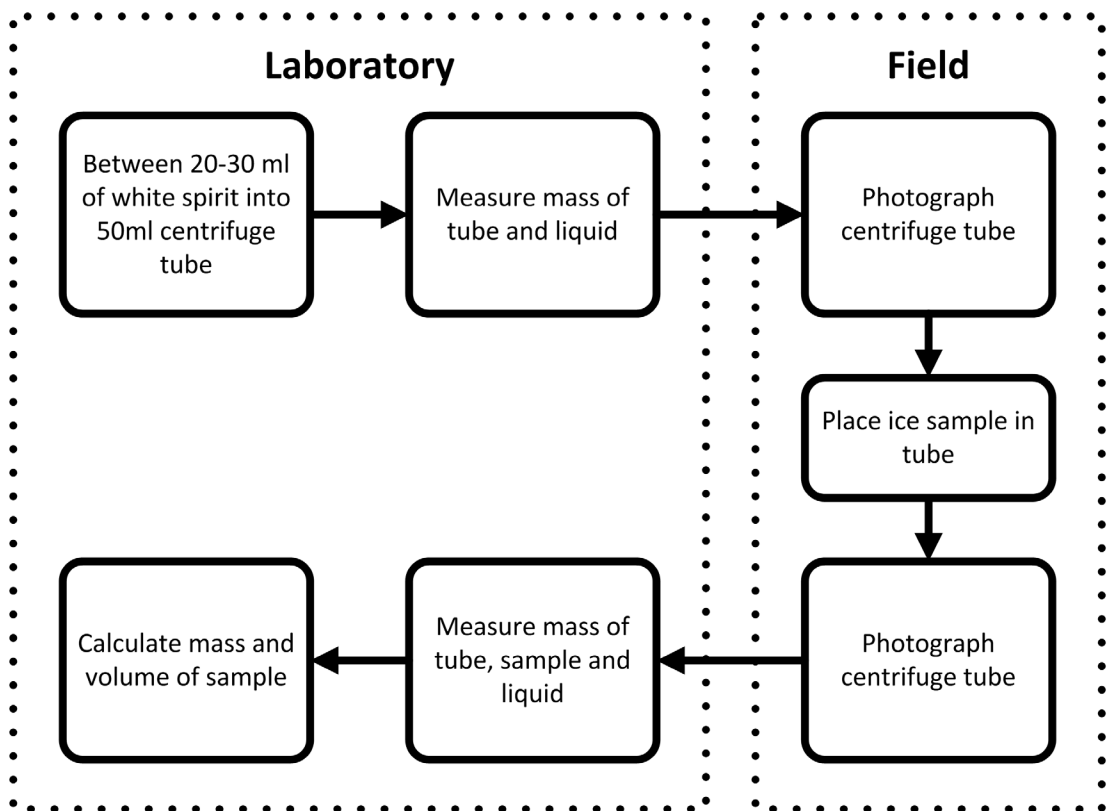 Laboratory
Field
Between 20-30 ml
of white spirit into
50ml centrifuge
tube
Measure mass of
tube and liquid
Photograph
centrifuge tube
Place ice sample in
tube
Photograph
centrifuge tube
Measure mass of
tube, sample and
liquid
Calculate mass and
volume of sample